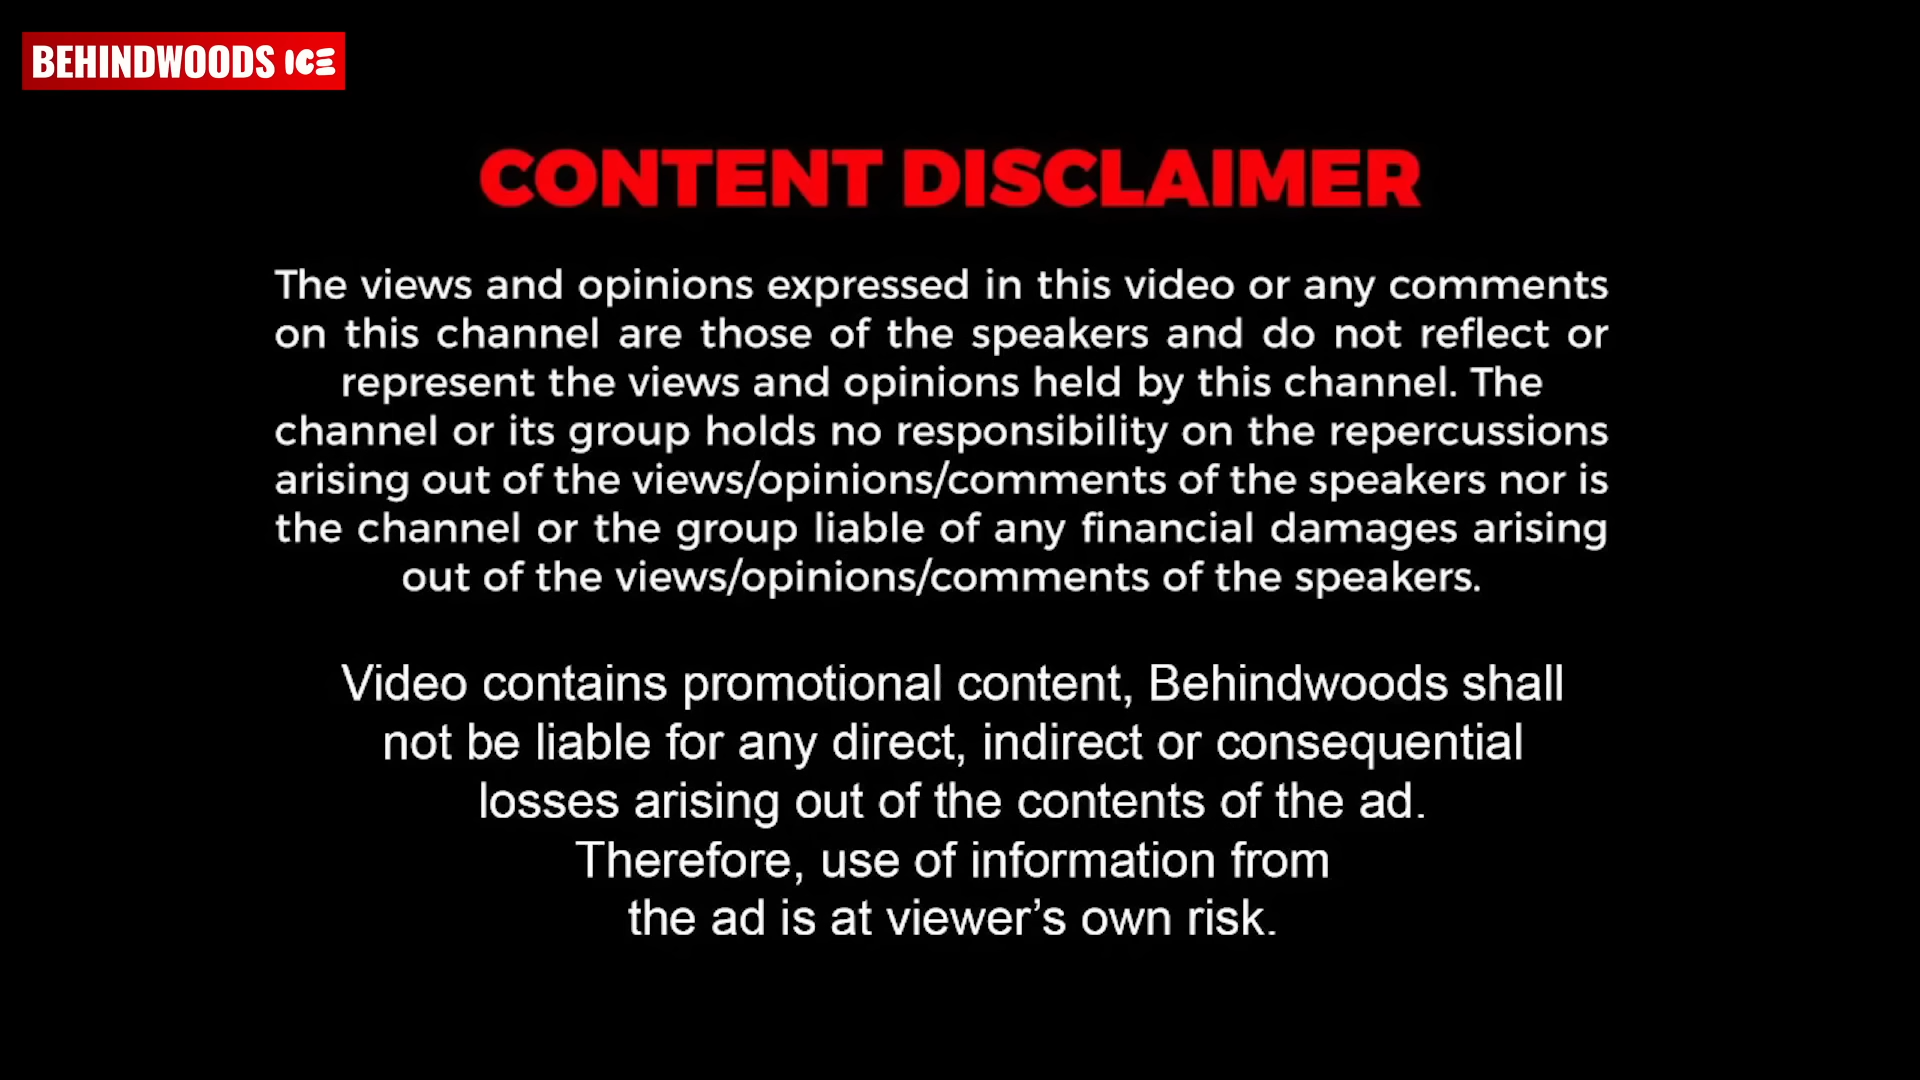 BEHINDWOODS ICE
CONTENT DISCLAIMER
The views and opinions expressed in this video or any comments
on this channel are those of the speakers and do not reflect or
represent the views and opinions held by this channel. The
channel or its group holds no responsibility on the repercussions
arising out of the views/opinions/comments of the speakers nor is
the channel or the group liable of any financial damages arising
out of the views/opinions/comments of the speakers.
Video contains promotional content, Behindwoods shall
not be liable for any direct, indirect or consequential
losses arising out of the contents of the ad.
Therefore, use of information from
the ad is at viewer’s own risk.